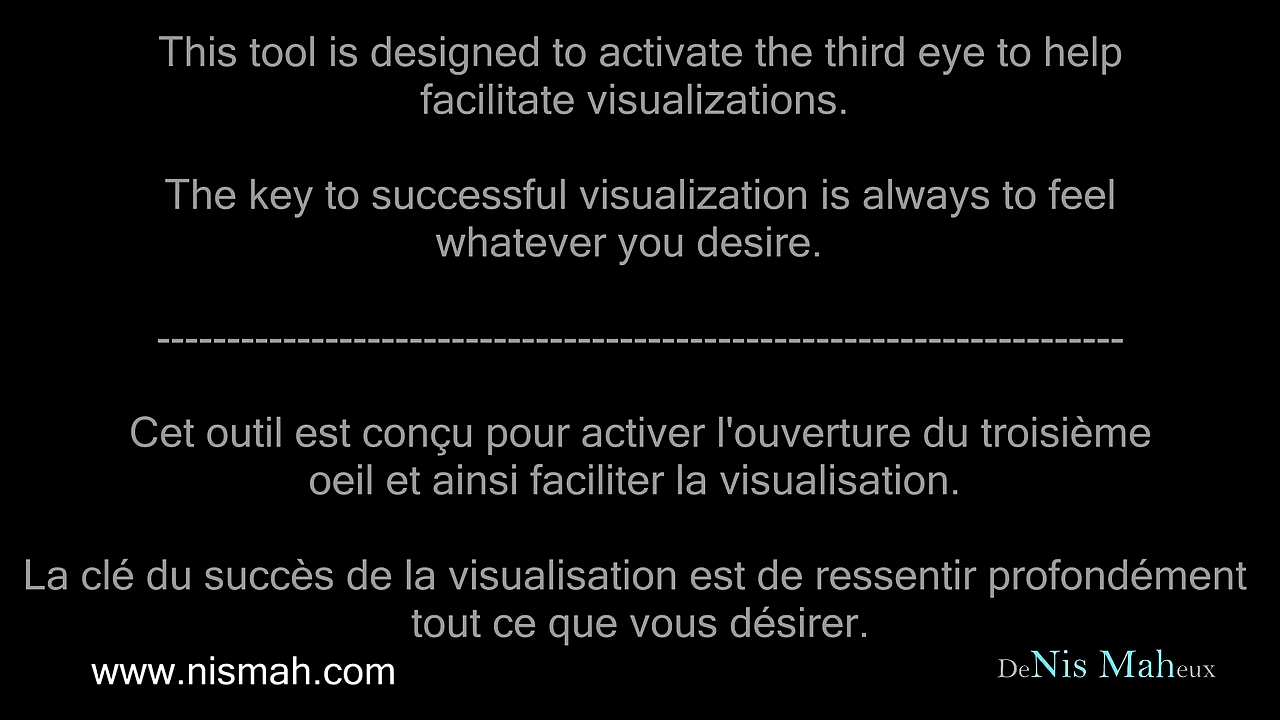 This tool is designed to activate the third eye to help
facilitate visualizations.
The key to successful visualization is always to feel
whatever you desire.
--------------------------------------------------------------------
Cet outil est conçu pour activer l'ouverture du troisième
oeil et ainsi faciliter la visualisation.
La clé du succès de la visualisation est de ressentir profondément
tout ce que vous désirer.
www.nismah.com
DeNis Maheux